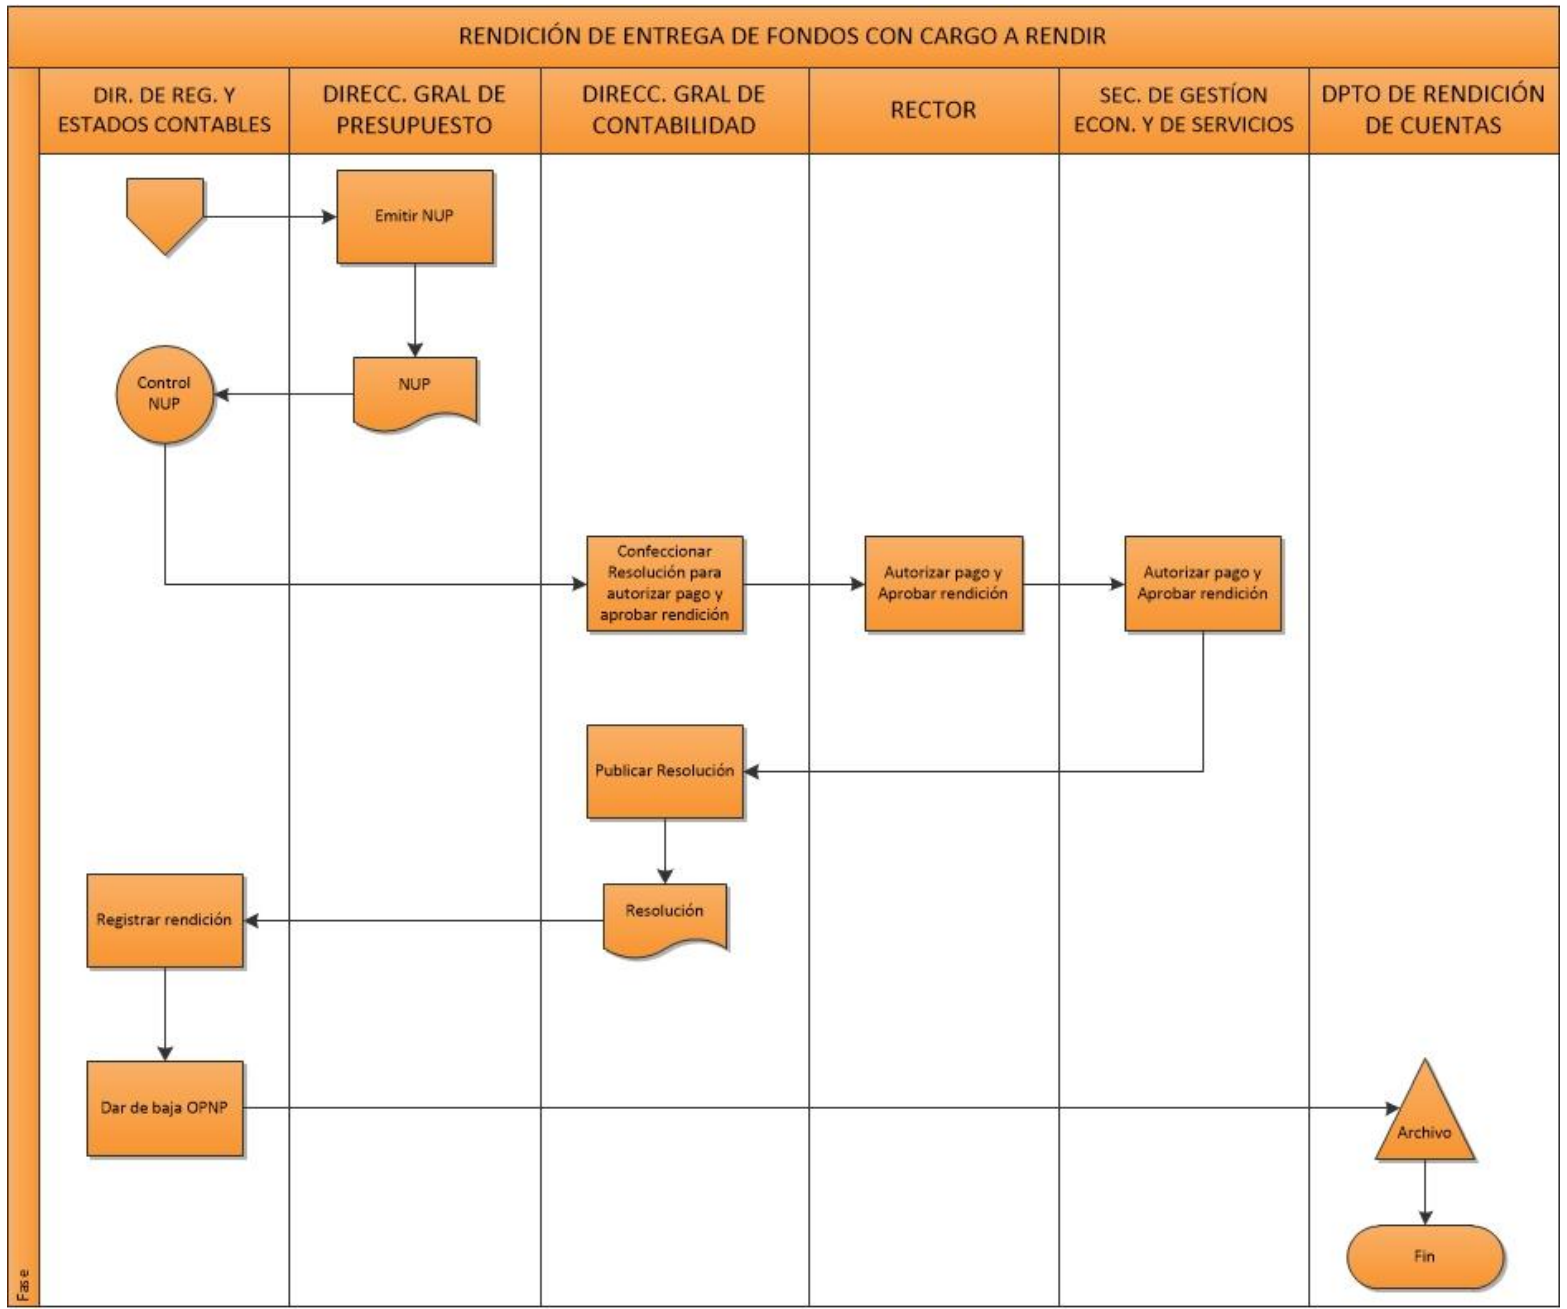 RENDICIÓN DE ENTREGA DE FONDOS CON CARGO A RENDIR
DIR. DE REG. Y
ESTADOS CONTABLES
DIRECC. GRAL DE
PRESUPUESTO
DIRECC. GRAL DE
CONTABILIDAD
RECTOR
SEC. DE GESTÍON
ECON. Y DE SERVICIOS
DPTO DE RENDICIÓN
DE CUENTAS
Emitir NUP
Control
NUP
NUP
Confeccionar
Resolución para
autorizar pago y
aprobar rendición
Autorizar pago y
Aprobar rendición
Autorizar pago y
Aprobar rendición
Publicar Resolución
Registrar rendición
Resolución
Dar de baja OPNP
Archivo
Fin
Fase